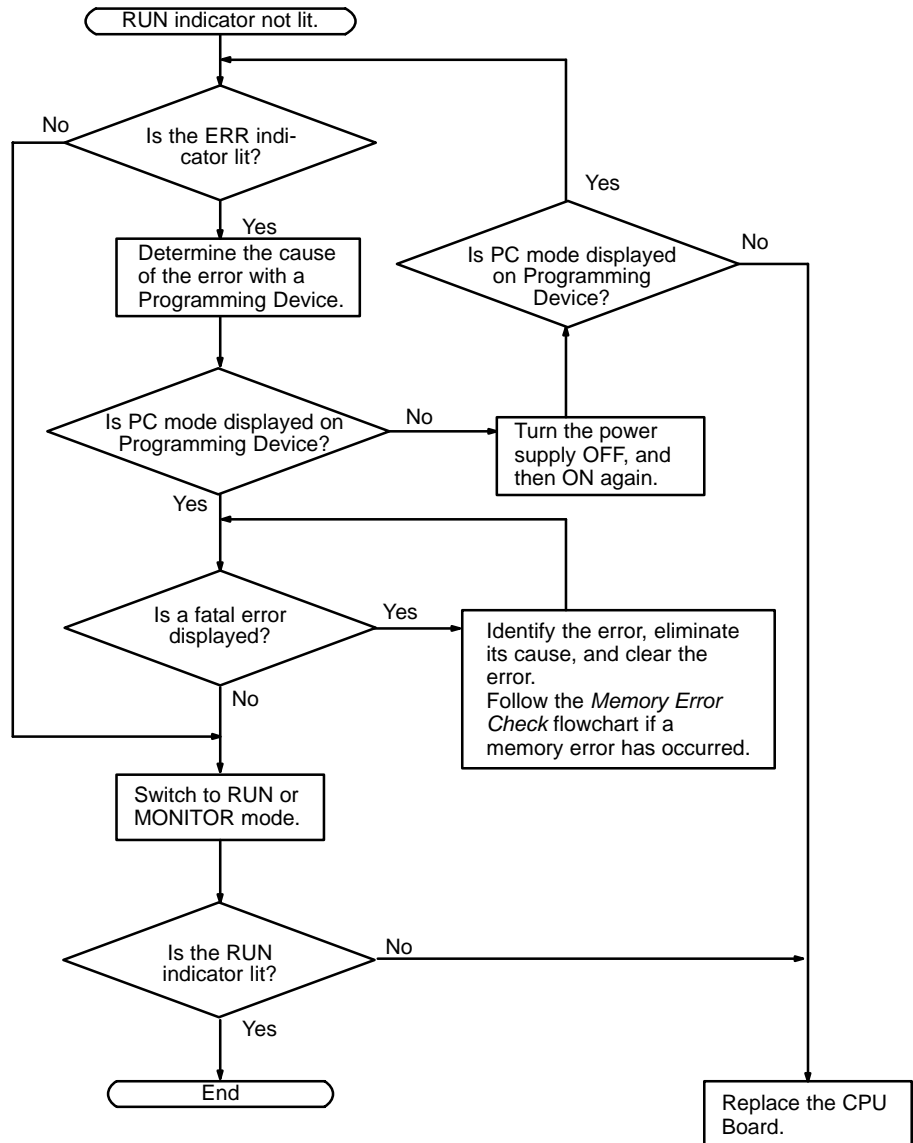 RUN indicator not lit.
No
Is the ERR indi-
cator lit?
Yes
Yes
Determine the cause
of the error with a
Programming Device.
Is PC mode displayed
on Programming
Device?
No
Is PC mode displayed on
Programming Device?
No
Turn the power
supply OFF, and
then ON again.
Yes
Is a fatal error
displayed?
Yes
Identify the error, eliminate
its cause, and clear the
error.
Follow the Memory Error
Check flowchart if a
memory error has occurred.
No
Switch to RUN or
MONITOR mode.
Is the RUN
indicator lit?
No
Yes
End
Replace the CPU
Board.